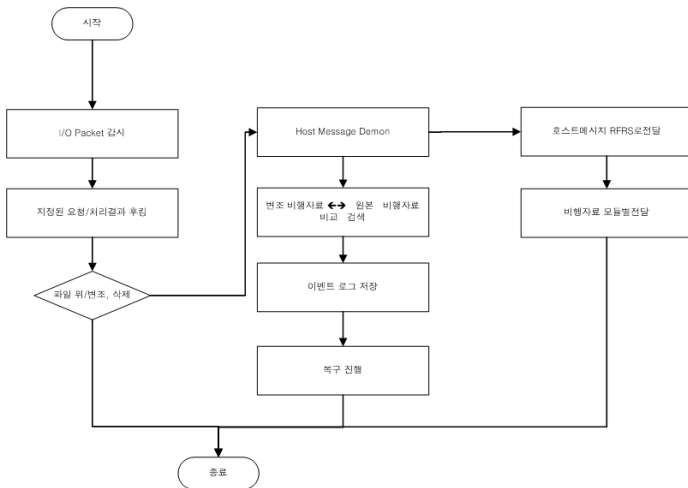 시작
I/O Packet 감시
지정된 요청/처리결과 후킹
파일 위/변조, 삭제
Host Message Demon
변조 비행자료 ←→ 원본 비행자료
비교 검색
이벤트 로그 저장
복구 진행
호스트메시지 RFRS로전달
비행자료 모듈별전달
종료